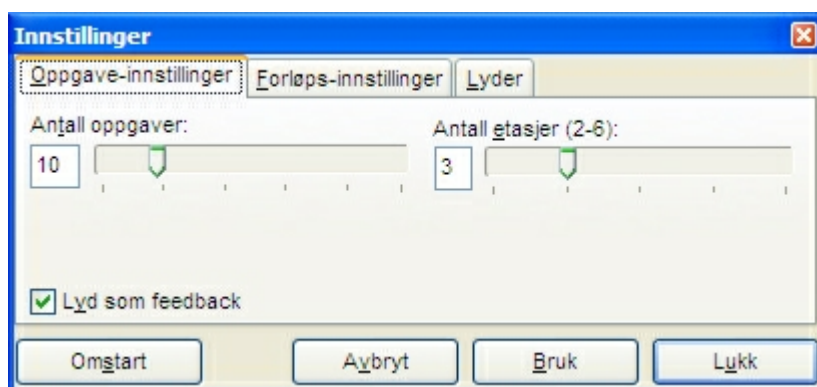 Innstillinger
Oppgave-innstillinger Forløps-innstillinger Lyder
Antall oppgaver: Antall etasjer (2-6):
10 3
Lyd som feedback
Omstart Avbryt Bruk Lukk